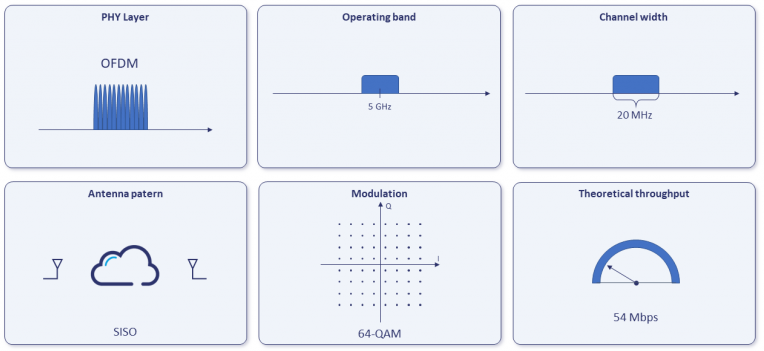 PHY Layer
OFDM
Operating band
5 GHz
Channel width
20 MHz
Antenna patern
SISO
Modulation
Q
I
64-QAM
Theoretical throughput
54 Mbps